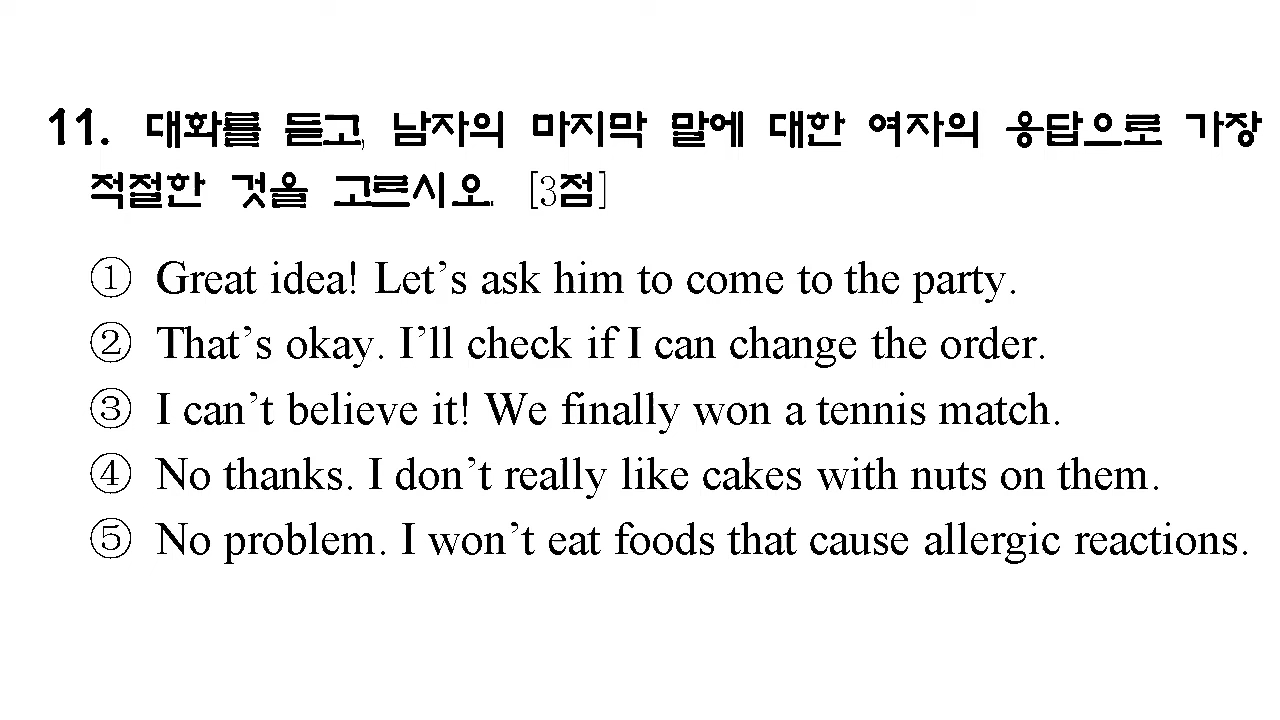 11. 대화를 듣고, 남자의 마지막 말에 대한 여자의 응답으로 가장
적절한 것을 고르시오. [3점]
① Great idea! Let’s ask him to come to the party.
② That’s okay. I’ll check if I can change the order.
③ I can’t believe it! We finally won a tennis match.
④ No thanks. I don’t really like cakes with nuts on them.
⑤ No problem. I won’t eat foods that cause allergic reactions.